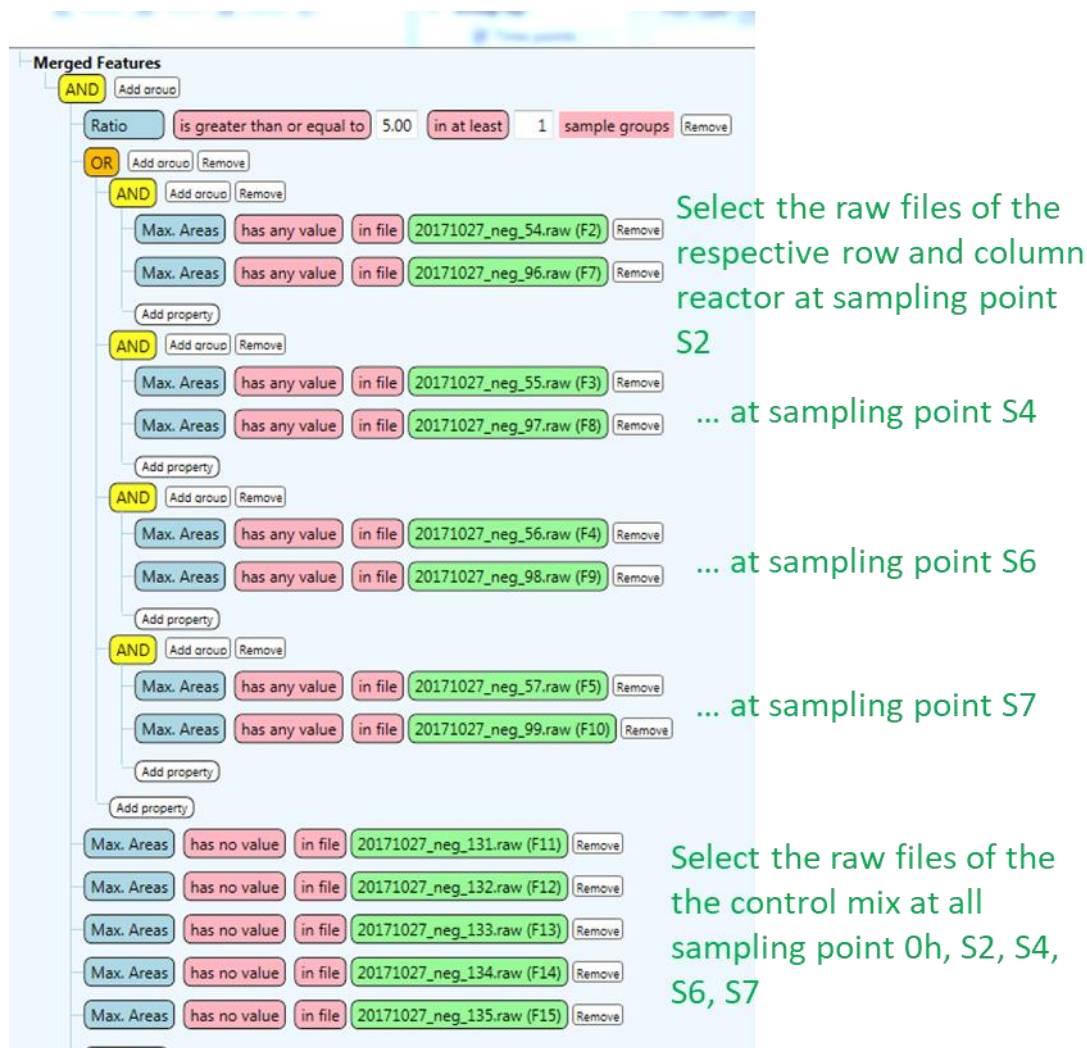 Merged Features
AND Add group
Ratio is greater than or equal to 5.00 in at least 1 sample groups Remove
OR Add group Remove
AND Add group Remove
Max. Areas has any value in file 20171027_neg_54.raw (F2) Remove
Max. Areas has any value in file 20171027_neg_96.raw (F7) Remove
Add property
Select the raw files of the
respective row and column
reactor at sampling point
S2
AND Add group Remove
Max. Areas has any value in file 20171027_neg_55.raw (F3) Remove
Max. Areas has any value in file 20171027_neg_97.raw (F8) Remove
Add property
... at sampling point S4
AND Add group Remove
Max. Areas has any value in file 20171027_neg_56.raw (F4) Remove
Max. Areas has any value in file 20171027_neg_98.raw (F9) Remove
Add property
... at sampling point S6
AND Add group Remove
Max. Areas has any value in file 20171027_neg_57.raw (F5) Remove
Max. Areas has any value in file 20171027_neg_99.raw (F10) Remove
Add property
... at sampling point S7
Add property
Max. Areas has no value in file 20171027_neg_131.raw (F11) Remove
Max. Areas has no value in file 20171027_neg_132.raw (F12) Remove
Max. Areas has no value in file 20171027_neg_133.raw (F13) Remove
Max. Areas has no value in file 20171027_neg_134.raw (F14) Remove
Max. Areas has no value in file 20171027_neg_135.raw (F15) Remove
Select the raw files of the
the control mix at all
sampling point 0h, S2, S4,
S6, S7